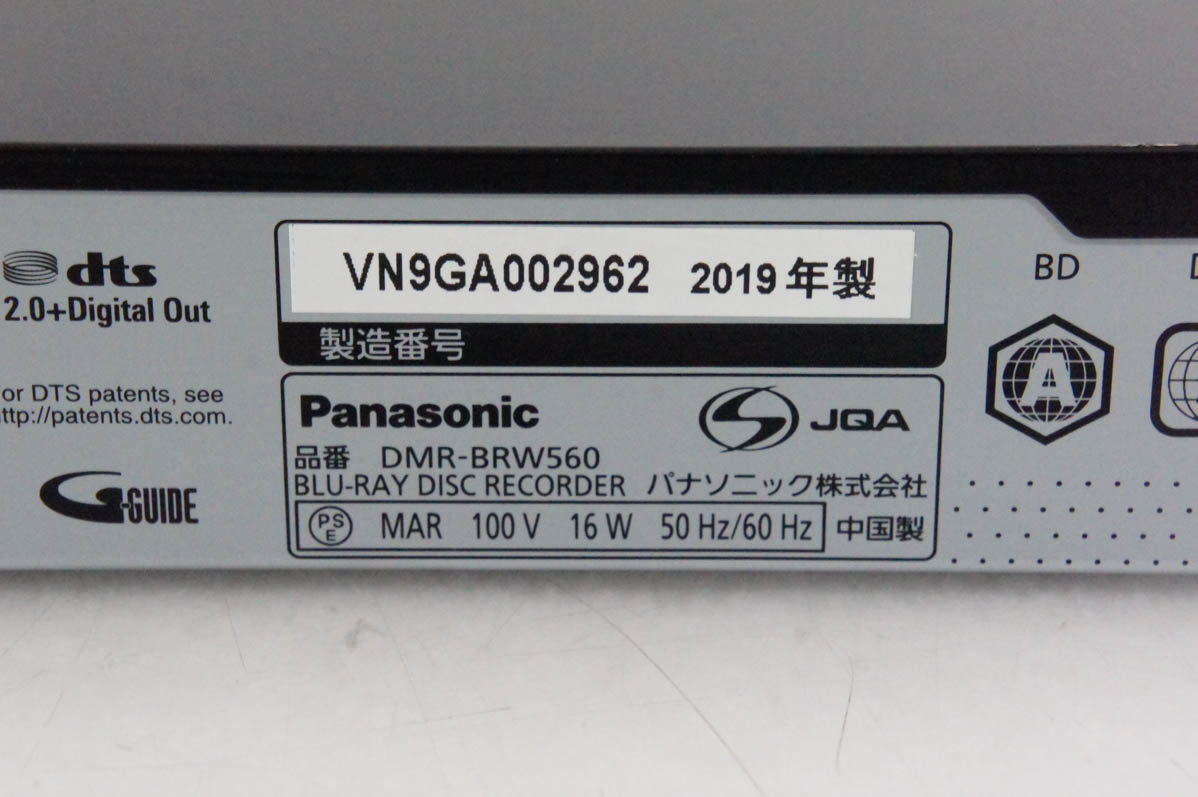 dts
2.0+Digital Out
or DTS patents, see
http://patents.dts.com.
G-GUIDE
VN9GA002962 2019年製
製造番号
Panasonic
JQA
品番 DMR-BRW560
BLU-RAY DISC RECORDER パナソニック株式会社
PS E MAR 100 V 16 W 50 Hz/60 Hz 中国製
BD
A